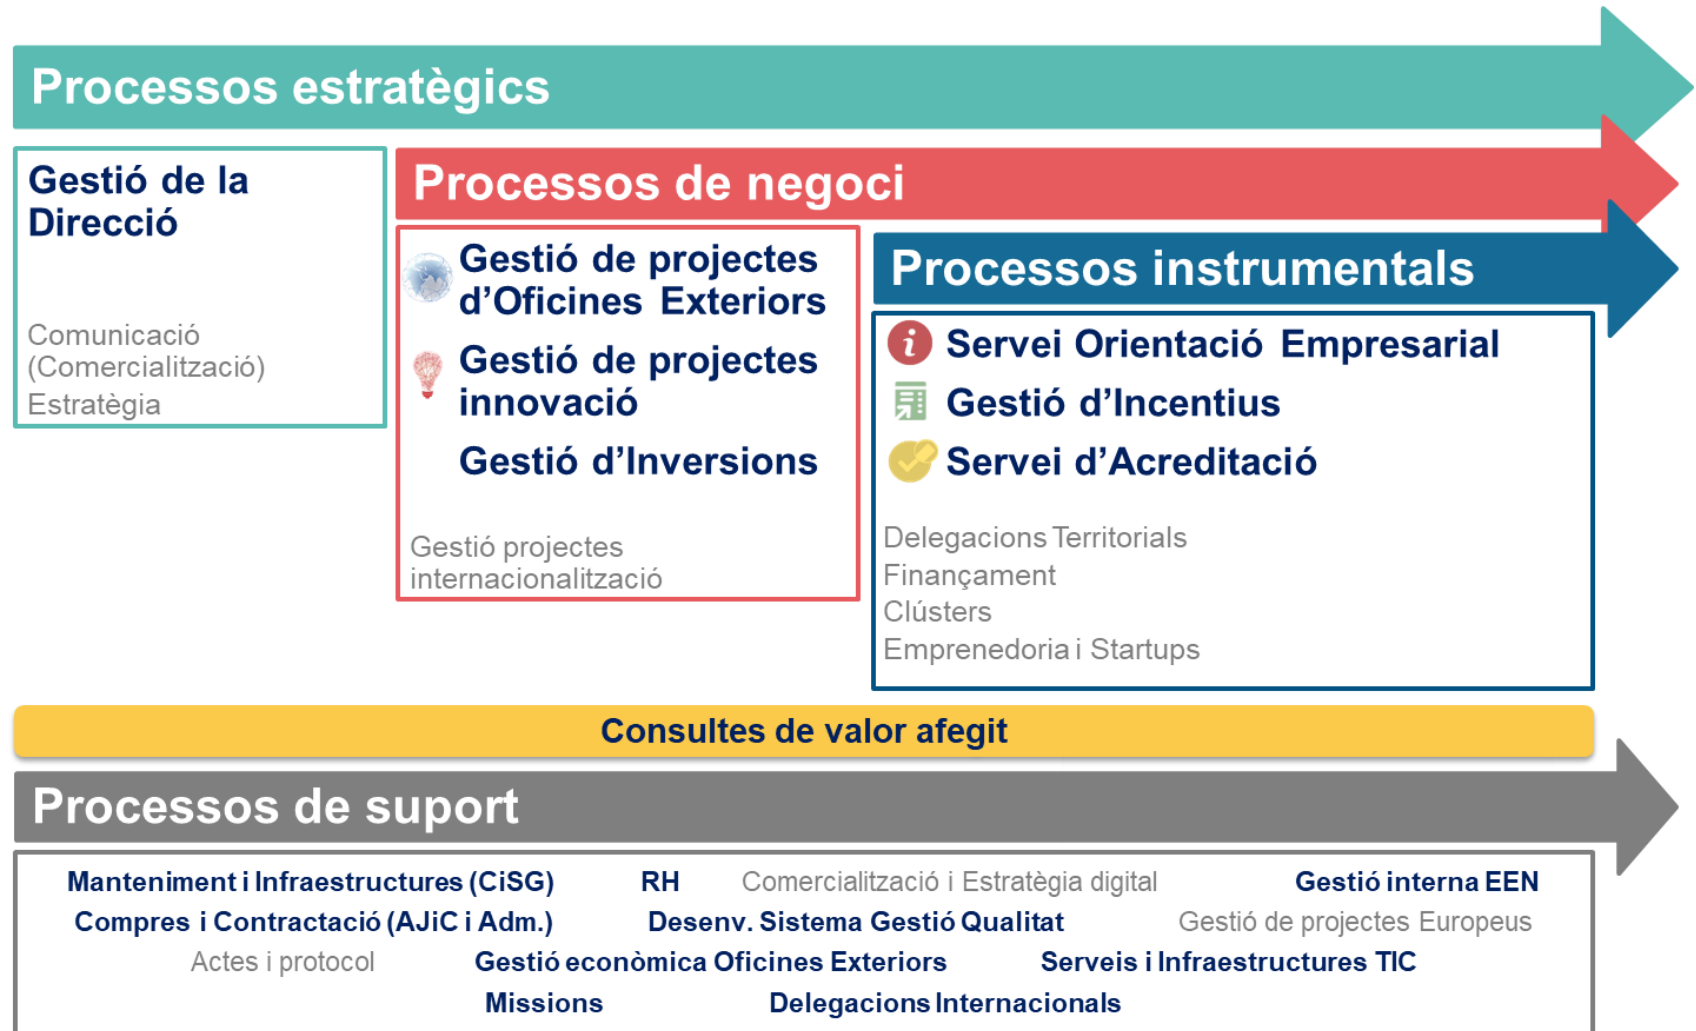 Processos estratègics
Gestió de la
Direcció
Comunicació
(Comercialització)
Estratègia
Processos de negoci
Gestió de projectes
d’Oficines Exteriors
Gestió de projectes
innovació
Gestió d’Inversions
Gestió projectes
internacionalització
Processos instrumentals
i
Servei Orientació Empresarial
Gestió d’Incentius
Servei d’Acreditació
Delegacions Territorials
Finançament
Clústers
Emprenedoria i Startups
Consultes de valor afegit
Processos de suport
Manteniment i Infraestructures (CiSG) RH Comercialització i Estratègia digital Gestió interna EEN
Compres i Contractació (AJiC i Adm.) Desenv. Sistema Gestió Qualitat Gestió de projectes Europeus
Actes i protocol Gestió econòmica Oficines Exteriors Serveis i Infraestructures TIC
Missions Delegacions Internacionals